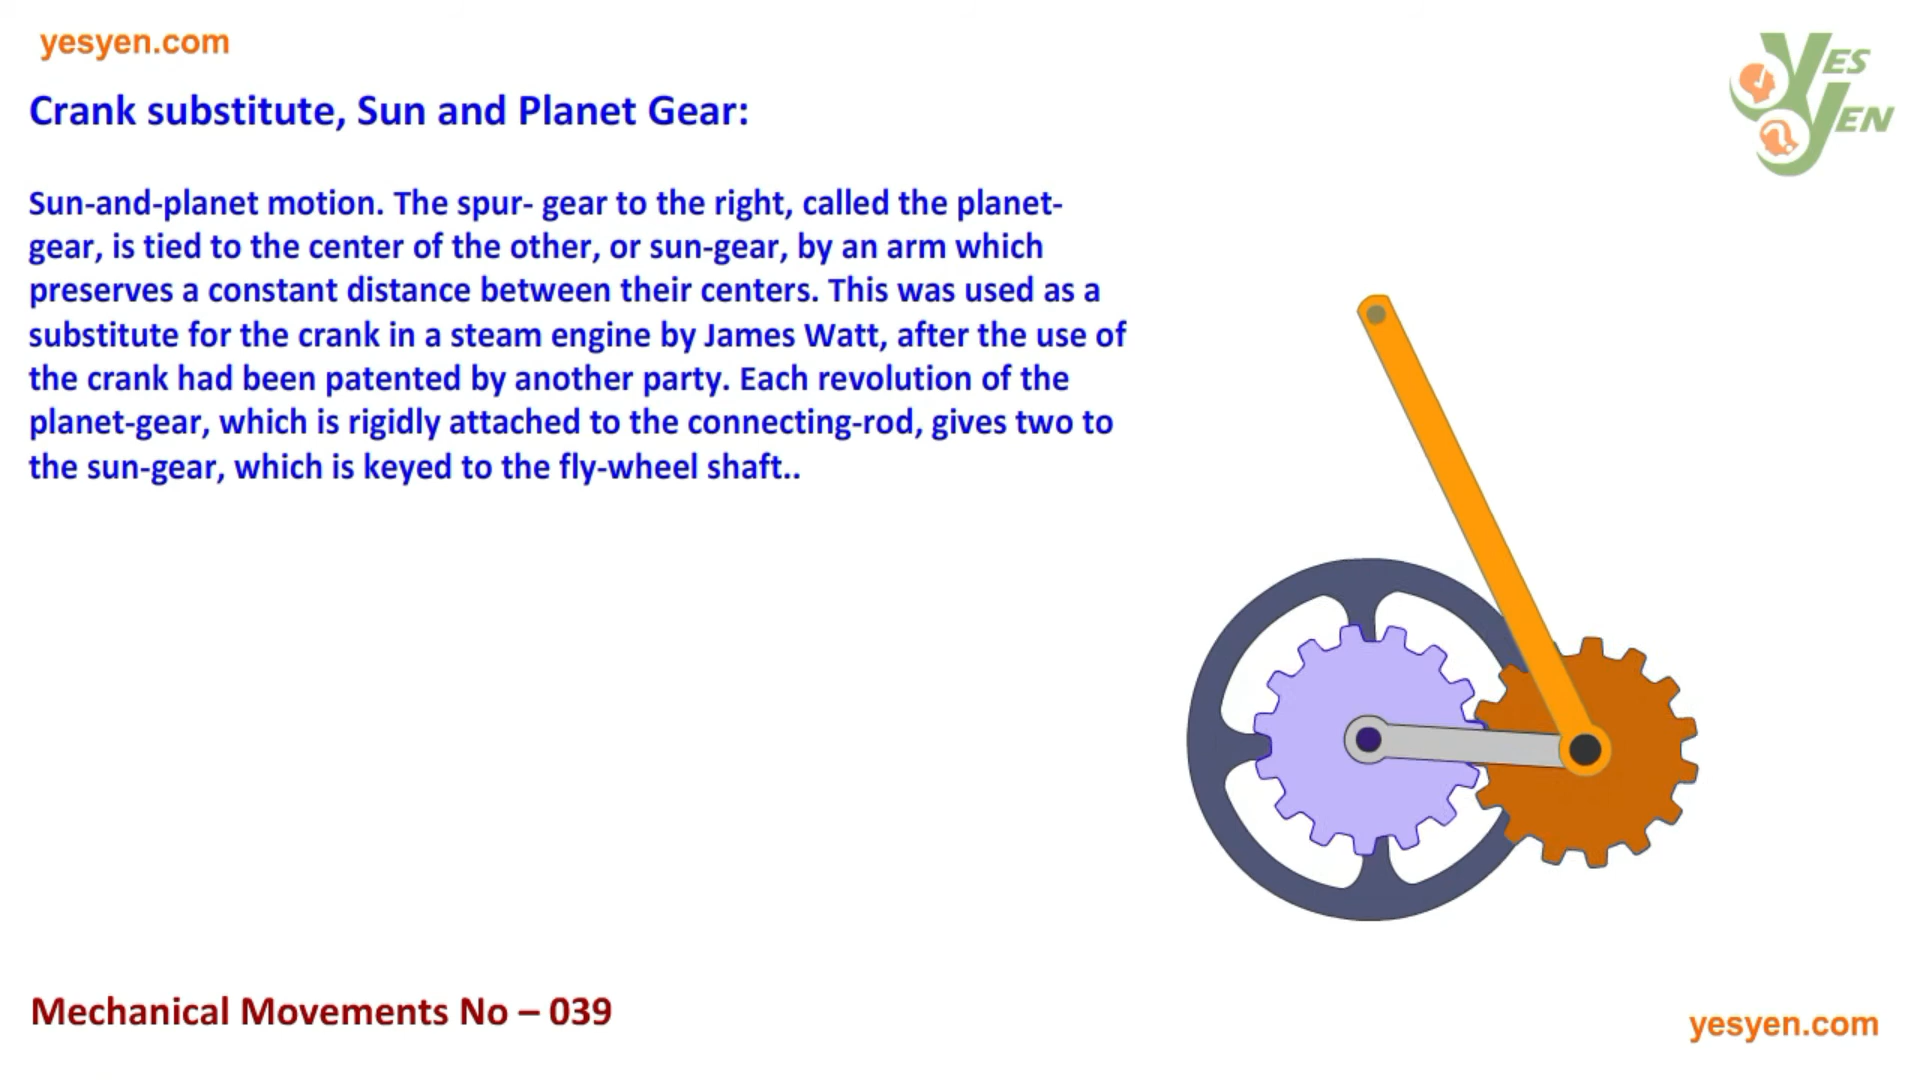 yesyen.com
YES
YEN
Crank substitute, Sun and Planet Gear:
Sun-and-planet motion. The spur- gear to the right, called the planet-
gear, is tied to the center of the other, or sun-gear, by an arm which
preserves a constant distance between their centers. This was used as a
substitute for the crank in a steam engine by James Watt, after the use of
the crank had been patented by another party. Each revolution of the
planet-gear, which is rigidly attached to the connecting-rod, gives two to
the sun-gear, which is keyed to the fly-wheel shaft..
Mechanical Movements No – 039
yesyen.com